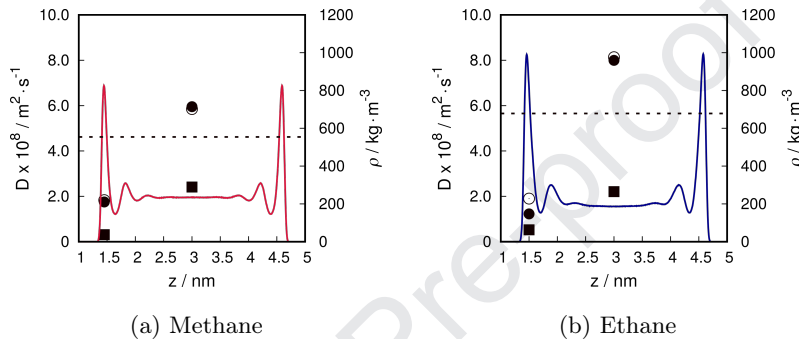 10.0
8.0
6.0
4.0
2.0
0
D x 10⁸ / m² · s⁻¹
1200
1000
800
600
400
200
0
ρ / kg · m⁻³
1 1.5 2 2.5 3 3.5 4 4.5 5
z / nm
(a) Methane
10.0
8.0
6.0
4.0
2.0
0
D x 10⁸ / m² · s⁻¹
1200
1000
800
600
400
200
0
ρ / kg · m⁻³
1 1.5 2 2.5 3 3.5 4 4.5 5
z / nm
(b) Ethane
Pre-proof